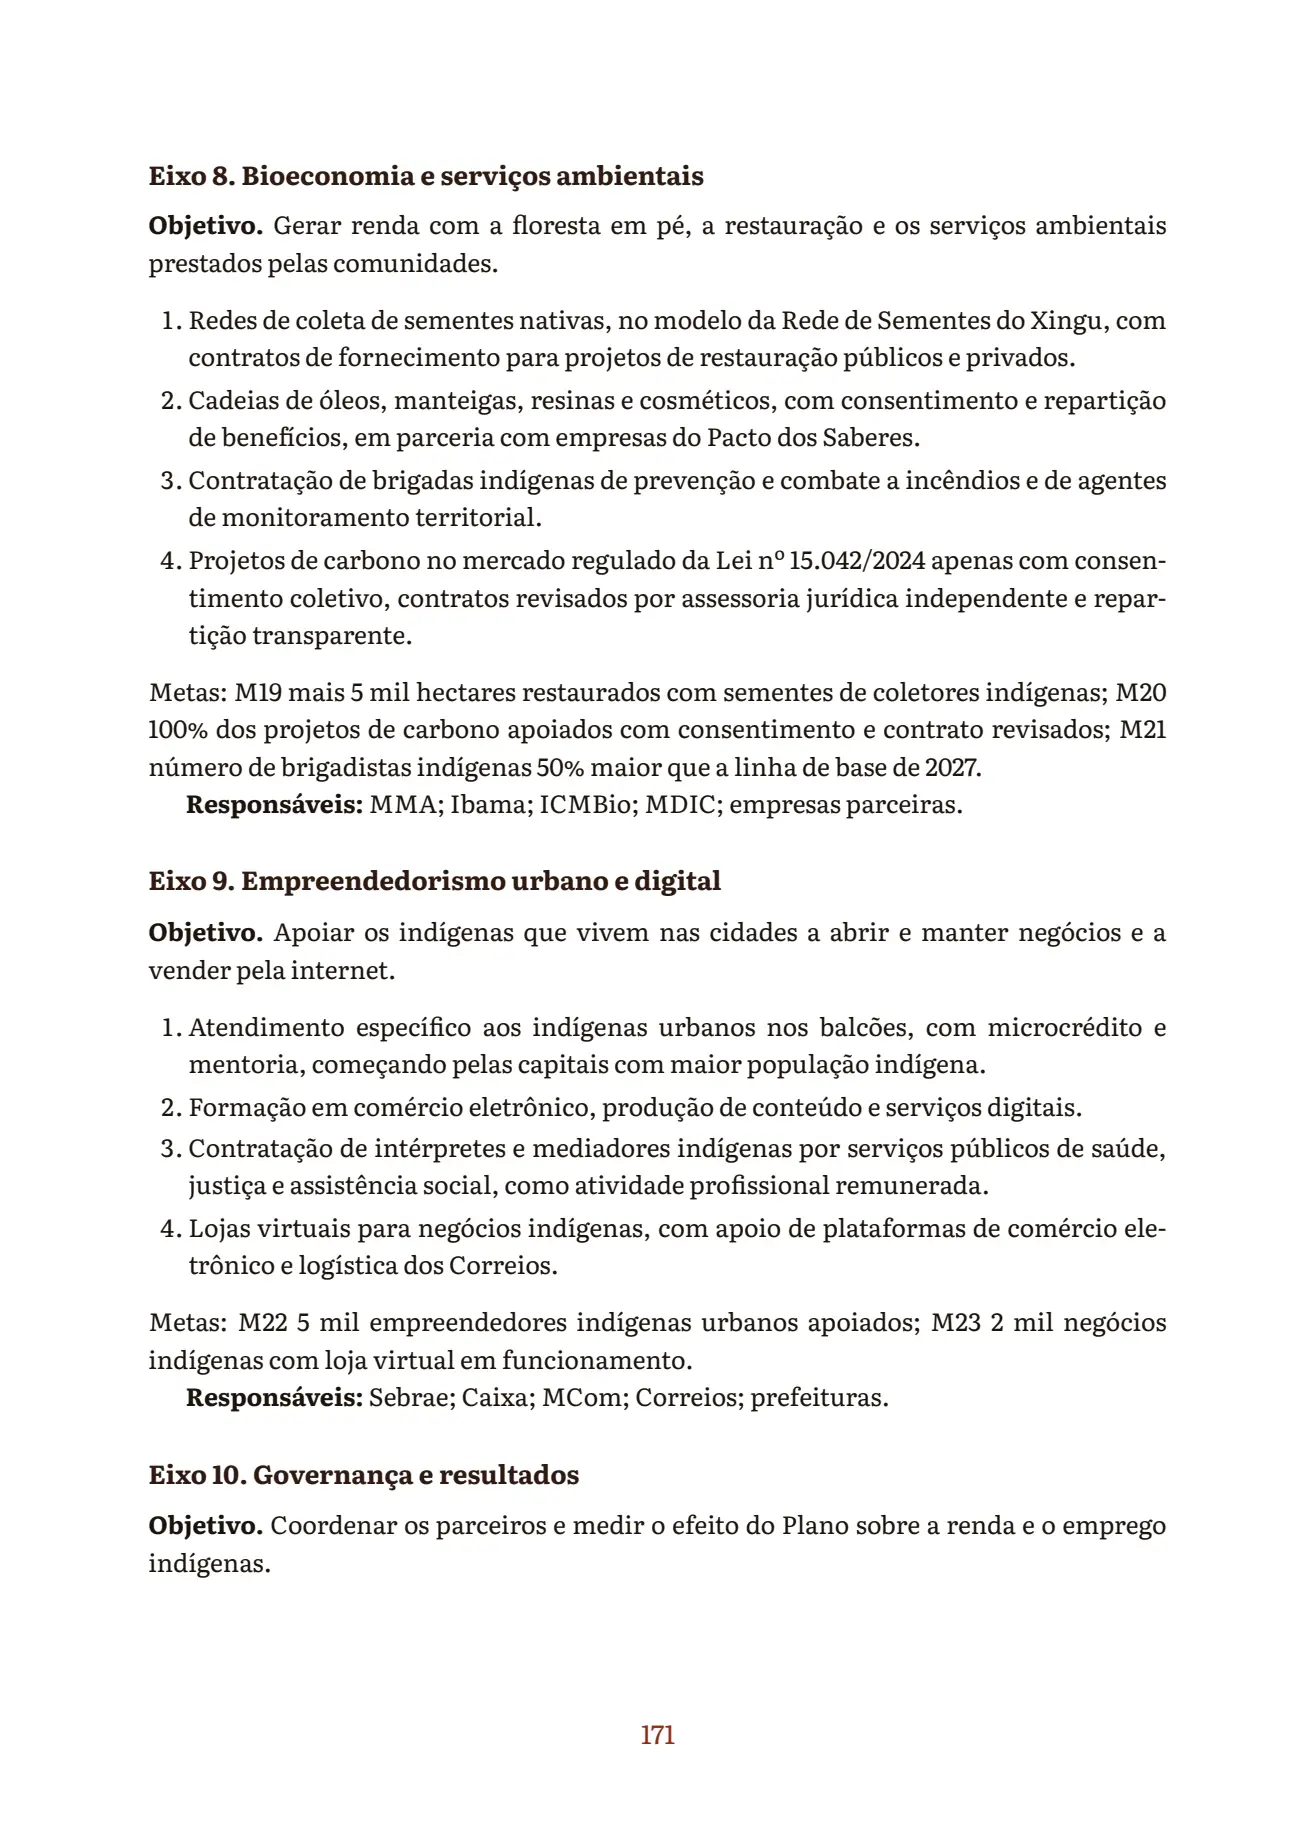 Eixo 8. Bioeconomia e serviços ambientais
Objetivo. Gerar renda com a floresta em pé, a restauração e os serviços ambientais
prestados pelas comunidades.
1. Redes de coleta de sementes nativas, no modelo da Rede de Sementes do Xingu, com
contratos de fornecimento para projetos de restauração públicos e privados.
2. Cadeias de óleos, manteigas, resinas e cosméticos, com consentimento e repartição
de benefícios, em parceria com empresas do Pacto dos Saberes.
3. Contratação de brigadas indígenas de prevenção e combate a incêndios e de agentes
de monitoramento territorial.
4. Projetos de carbono no mercado regulado da Lei nº 15.042/2024 apenas com consen-
timento coletivo, contratos revisados por assessoria jurídica independente e repar-
tição transparente.
Metas: M19 mais 5 mil hectares restaurados com sementes de coletores indígenas; M20
100% dos projetos de carbono apoiados com consentimento e contrato revisados; M21
número de brigadistas indígenas 50% maior que a linha de base de 2027.
Responsáveis: MMA; Ibama; ICMBio; MDIC; empresas parceiras.
Eixo 9. Empreendedorismo urbano e digital
Objetivo. Apoiar os indígenas que vivem nas cidades a abrir e manter negócios e a
vender pela internet.
1. Atendimento específico aos indígenas urbanos nos balcões, com microcrédito e
mentoria, começando pelas capitais com maior população indígena.
2. Formação em comércio eletrônico, produção de conteúdo e serviços digitais.
3. Contratação de intérpretes e mediadores indígenas por serviços públicos de saúde,
justiça e assistência social, como atividade profissional remunerada.
4. Lojas virtuais para negócios indígenas, com apoio de plataformas de comércio ele-
trônico e logística dos Correios.
Metas: M22 5 mil empreendedores indígenas urbanos apoiados; M23 2 mil negócios
indígenas com loja virtual em funcionamento.
Responsáveis: Sebrae; Caixa; MCom; Correios; prefeituras.
Eixo 10. Governança e resultados
Objetivo. Coordenar os parceiros e medir o efeito do Plano sobre a renda e o emprego
indígenas.
171